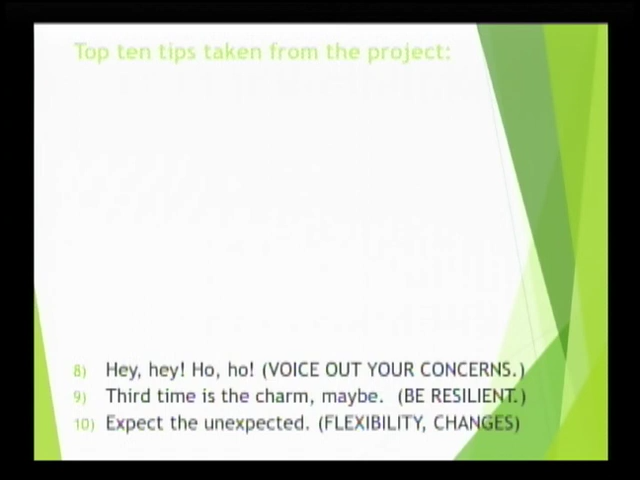 Top ten tips taken from the project:
8) Hey, hey! Ho, ho! (VOICE OUT YOUR CONCERNS.)
9) Third time is the charm, maybe. (BE RESILIENT.)
10) Expect the unexpected. (FLEXIBILITY, CHANGES)